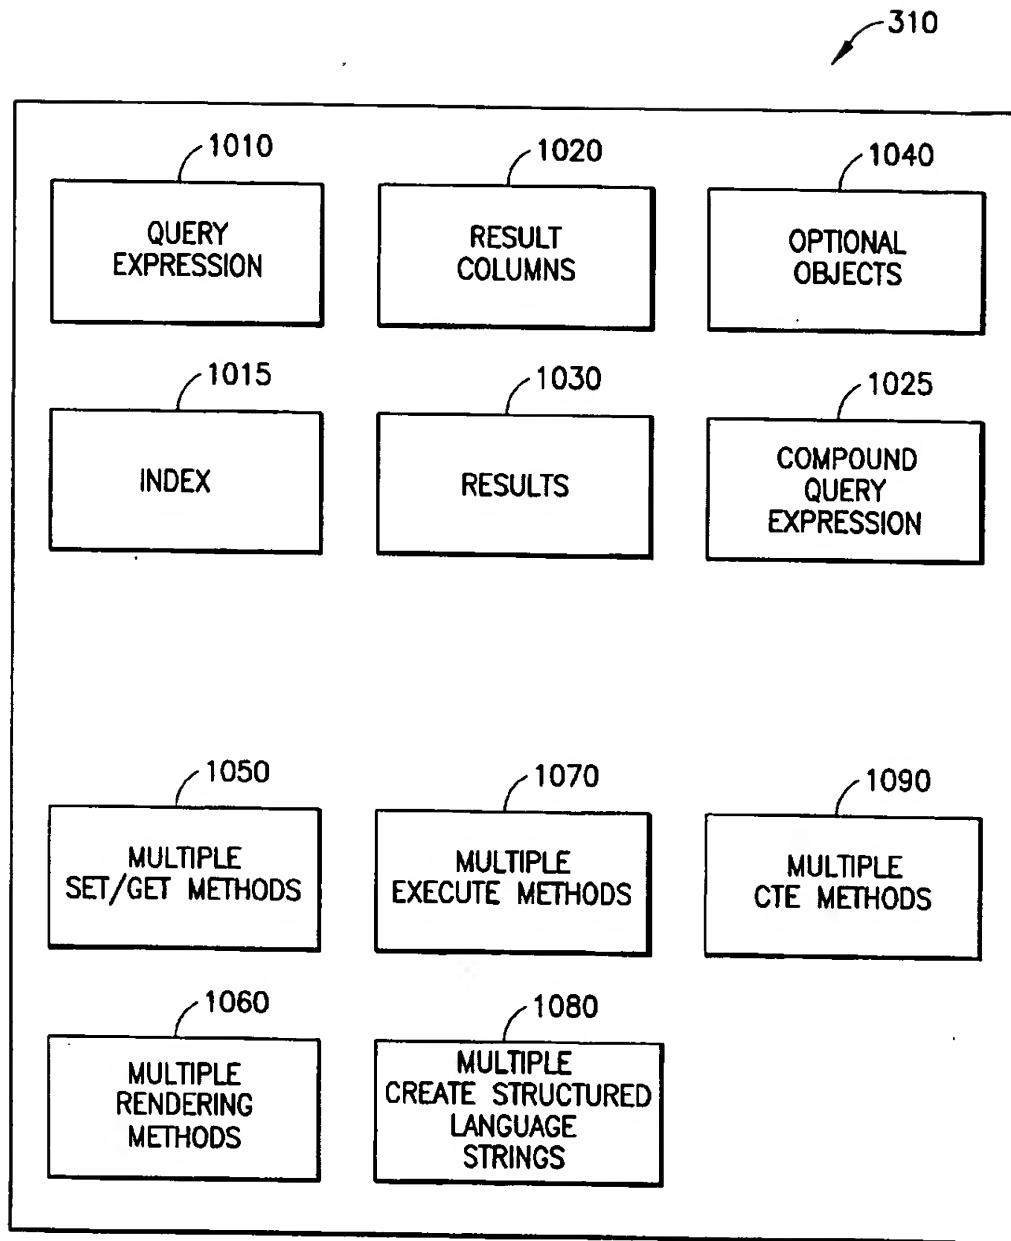 310
1010
QUERY
EXPRESSION
1020
RESULT
COLUMNS
1040
OPTIONAL
OBJECTS
1015
INDEX
1030
RESULTS
1025
COMPOUND
QUERY
EXPRESSION
1050
MULTIPLE
SET/GET METHODS
1070
MULTIPLE
EXECUTE METHODS
1090
MULTIPLE
CTE METHODS
1060
MULTIPLE
RENDERING
METHODS
1080
MULTIPLE
CREATE STRUCTURED
LANGUAGE
STRINGS